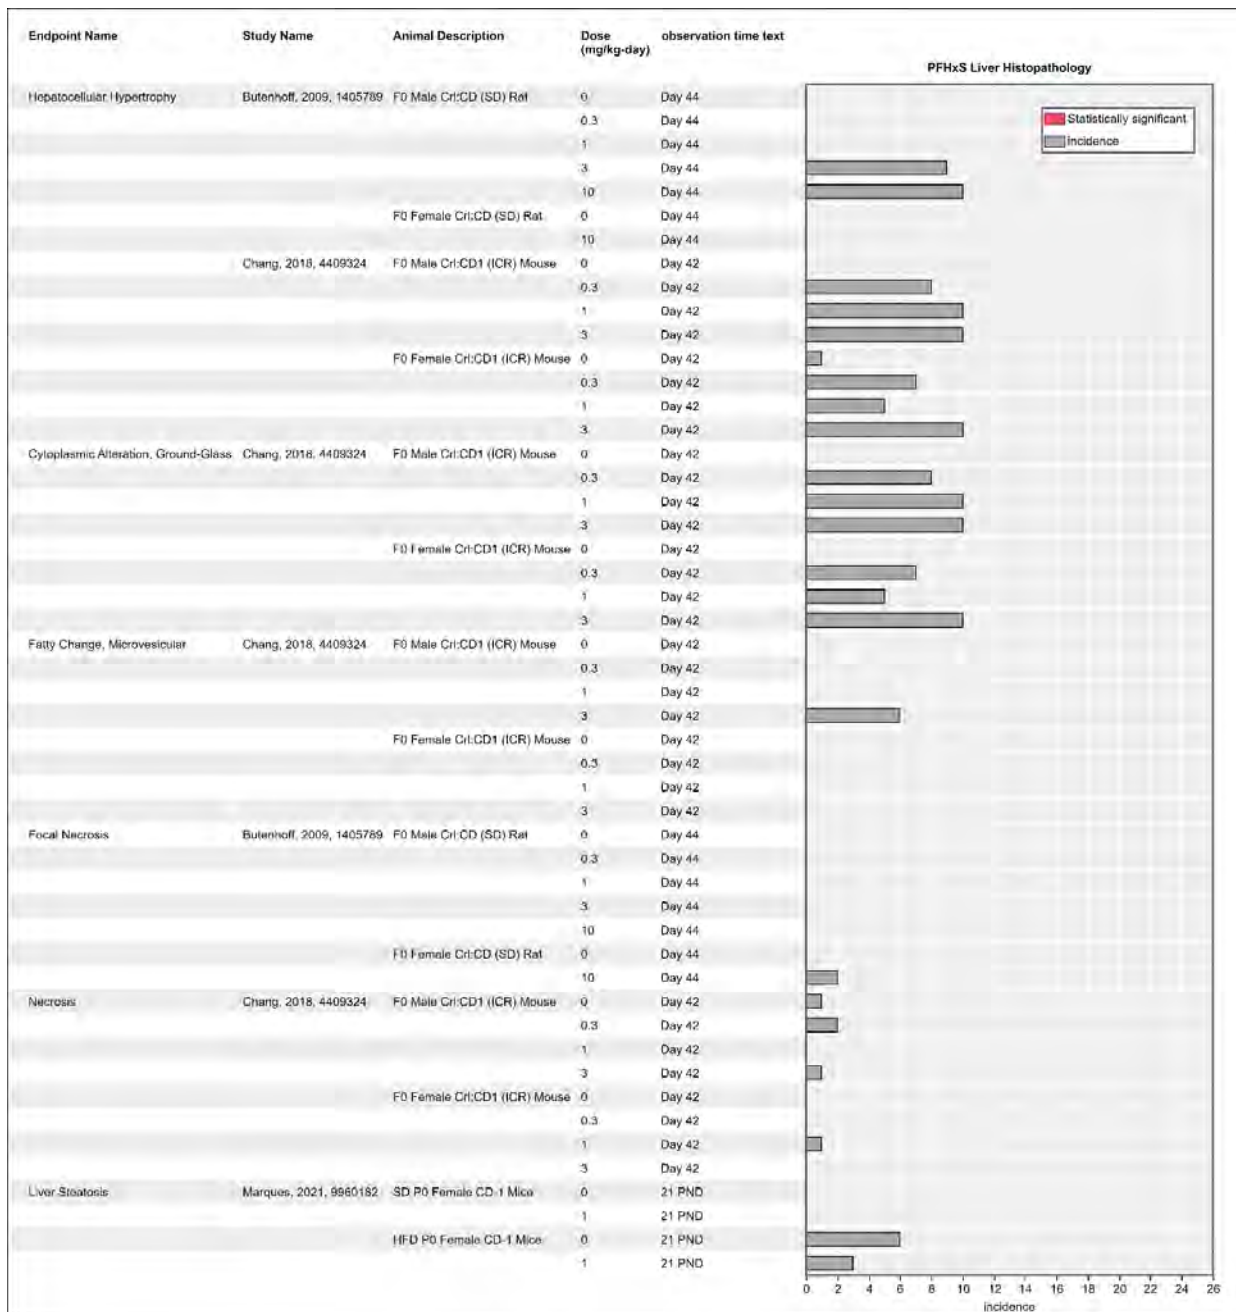 Endpoint Name Study Name Animal Description Dose (mg/kg-day) observation time text
PFHxS Liver Histopathology
Statistically significant
incidence
Hepatocellular Hypertrophy Butenhoff, 2009, 1405789 F0 Male Crl:CD (SD) Rat 0 Day 44
0.3 Day 44
1 Day 44
3 Day 44
10 Day 44
F0 Female Crl:CD (SD) Rat 0 Day 44
10 Day 44
Chang, 2018, 4409324 F0 Male Crl:CD1 (ICR) Mouse 0 Day 42
0.3 Day 42
1 Day 42
3 Day 42
F0 Female Crl:CD1 (ICR) Mouse 0 Day 42
0.3 Day 42
1 Day 42
3 Day 42
Cytoplasmic Alteration, Ground-Glass Chang, 2018, 4409324 F0 Male Crl:CD1 (ICR) Mouse 0 Day 42
0.3 Day 42
1 Day 42
3 Day 42
F0 Female Crl:CD1 (ICR) Mouse 0 Day 42
0.3 Day 42
1 Day 42
3 Day 42
Fatty Change, Microvesicular Chang, 2018, 4409324 F0 Male Crl:CD1 (ICR) Mouse 0 Day 42
0.3 Day 42
1 Day 42
3 Day 42
F0 Female Crl:CD1 (ICR) Mouse 0 Day 42
0.3 Day 42
1 Day 42
3 Day 42
Focal Necrosis Butenhoff, 2009, 1405789 F0 Male Crl:CD (SD) Rat 0 Day 44
0.3 Day 44
1 Day 44
3 Day 44
10 Day 44
F0 Female Crl:CD (SD) Rat 0 Day 44
10 Day 44
Necrosis Chang, 2018, 4409324 F0 Male Crl:CD1 (ICR) Mouse 0 Day 42
0.3 Day 42
1 Day 42
3 Day 42
F0 Female Crl:CD1 (ICR) Mouse 0 Day 42
0.3 Day 42
1 Day 42
3 Day 42
Liver Steatosis Marques, 2021, 9960182 SD P0 Female CD-1 Mice 0 21 PND
1 21 PND
HFD P0 Female CD-1 Mice 0 21 PND
1 21 PND
0 2 4 6 8 10 12 14 16 18 20 22 24 26
incidence